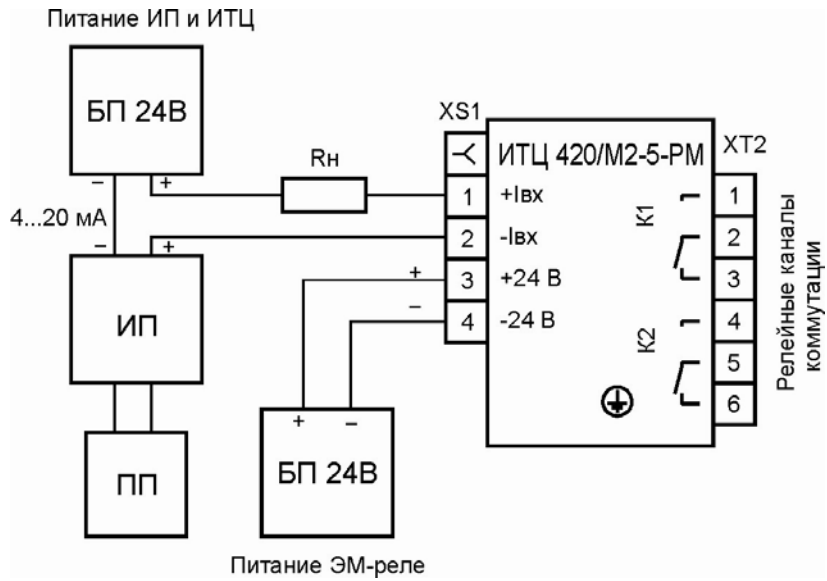 Питание ИП и ИТЦ
БП 24В
– +
Rн
4...20 мА
– +
ИП
ПП
XS1
1
2
3
4
+
–
ИТЦ 420/М2-5-РМ
+Iвх
-Iвх
+24 В
-24 В
К1
К2
XT2
1
2
3
4
5
6
Релейные каналы
коммутации
+ –
БП 24В
Питание ЭМ-реле